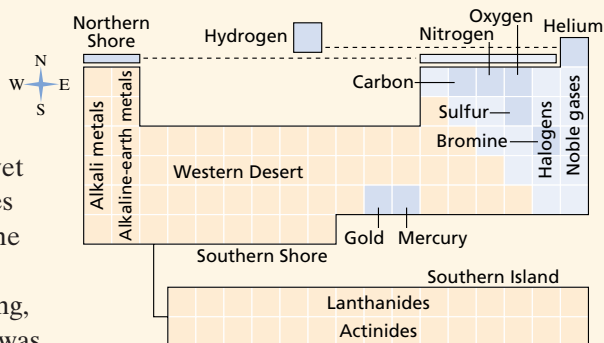 Northern
Shore
Hydrogen
Oxygen
Nitrogen
Helium
N
W
E
S
Carbon
Sulfur
Bromine
Alkali metals
Alkaline-earth metals
Halogens
Noble gases
Western Desert
Gold
Mercury
Southern Shore
Southern Island
Lanthanides
Actinides
was